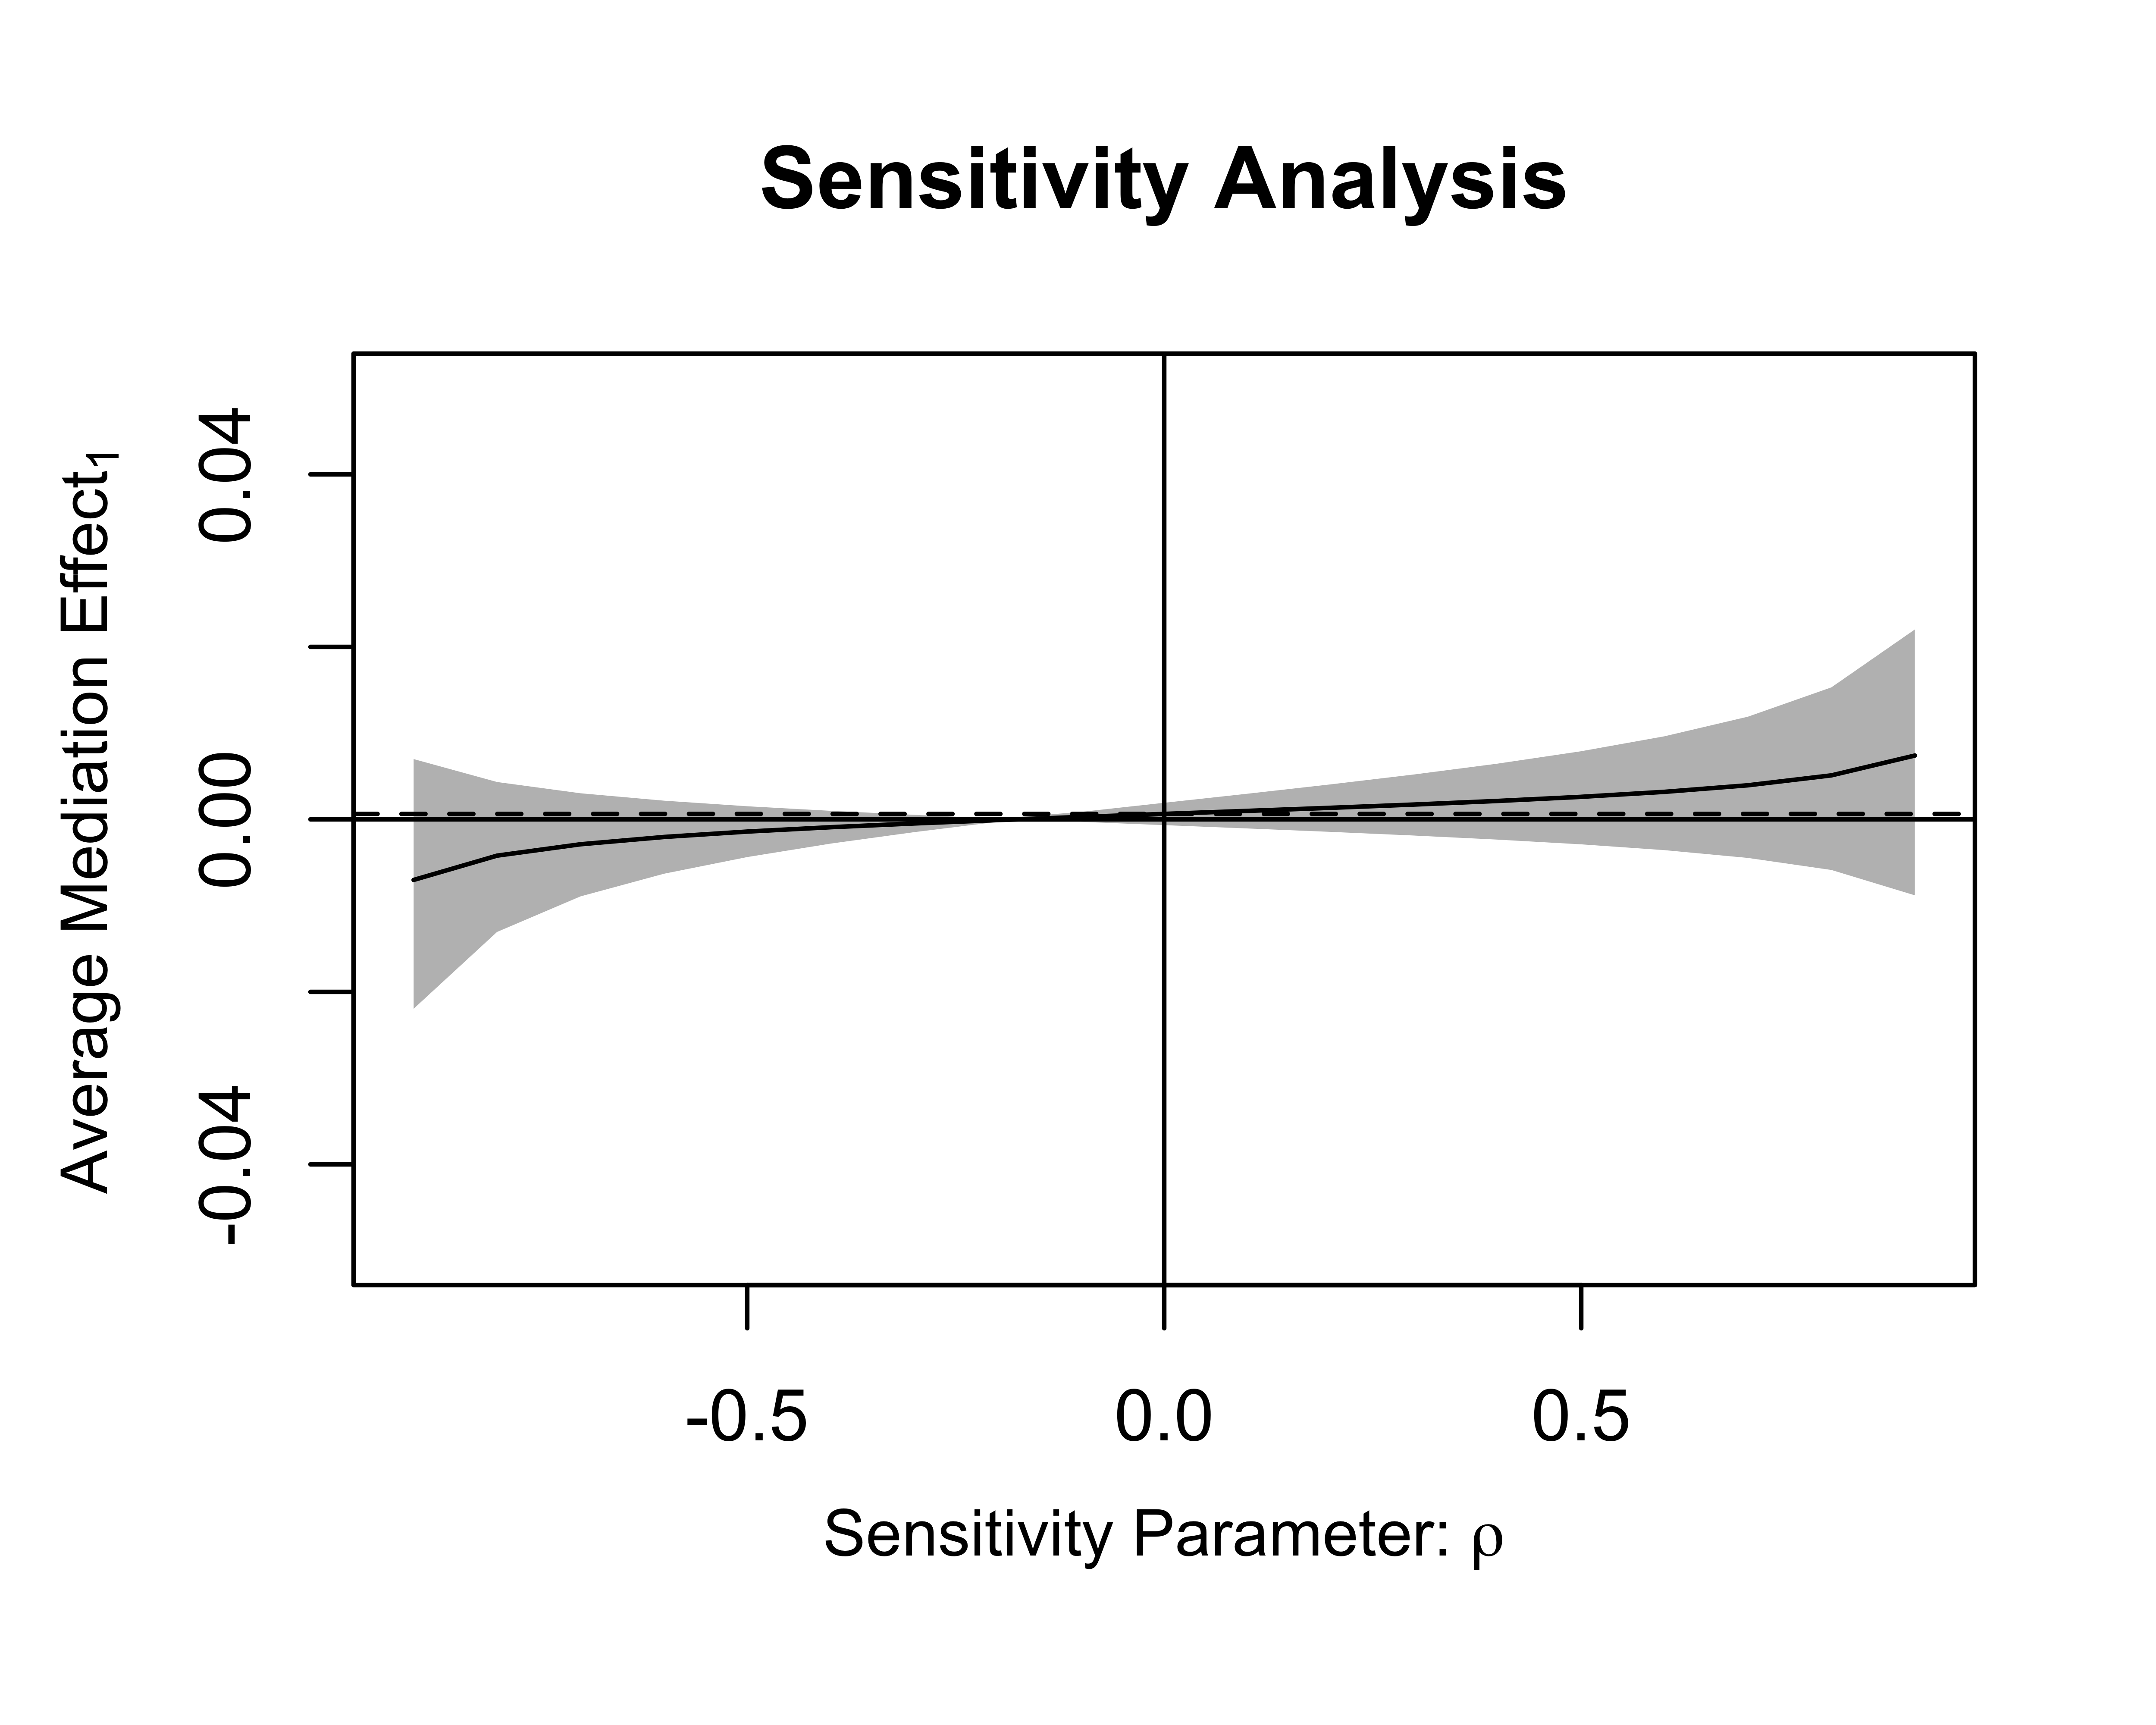 Sensitivity Analysis
Average Mediation Effect₁
0.04
0.00
-0.04
-0.5
0.0
0.5
Sensitivity Parameter: ρ